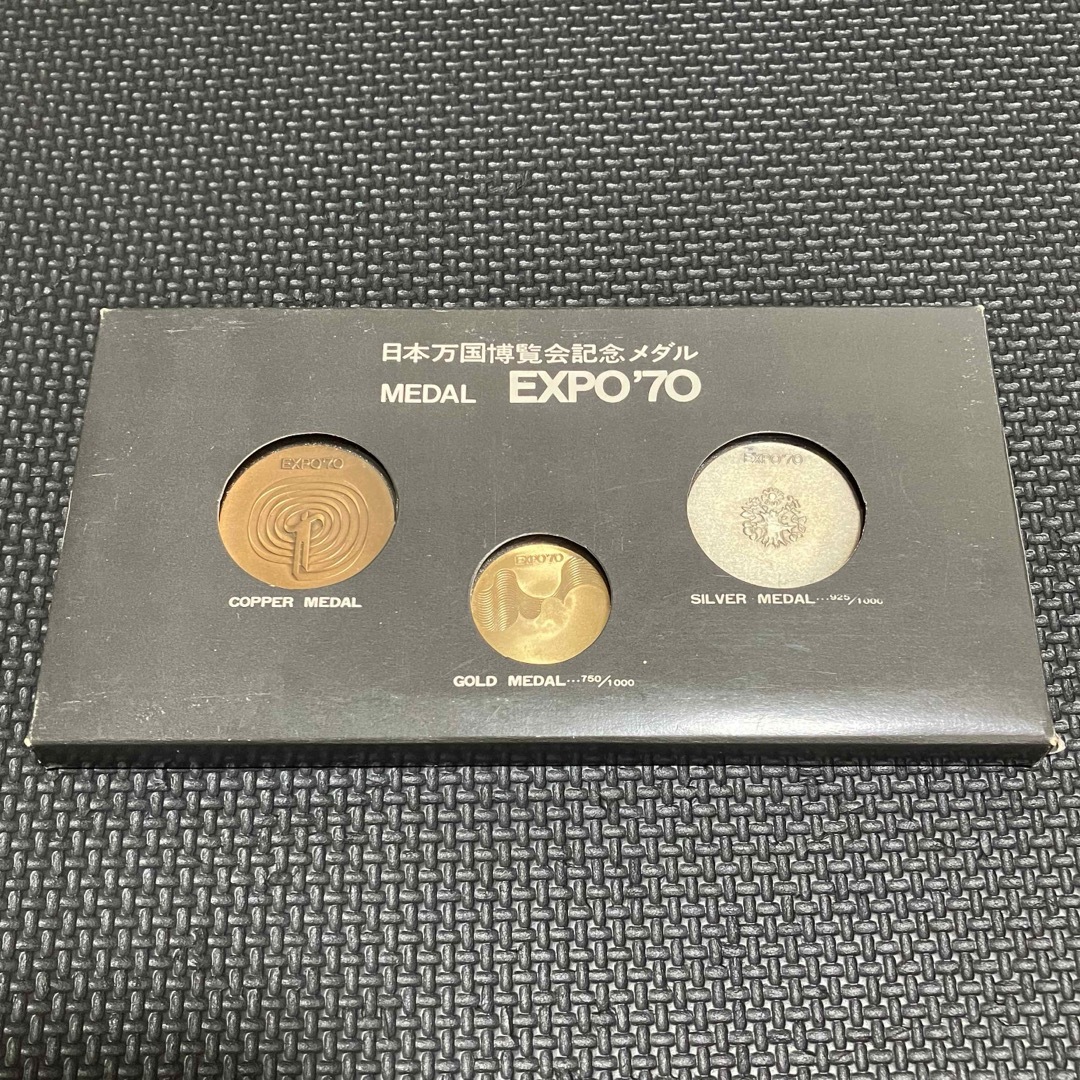 日本万国博覧会記念メダル
MEDAL EXPO'70
EXPO'70
COPPER MEDAL
EXPO'70
GOLD MEDAL...750/1000
EXPO'70
SILVER MEDAL...925/1000